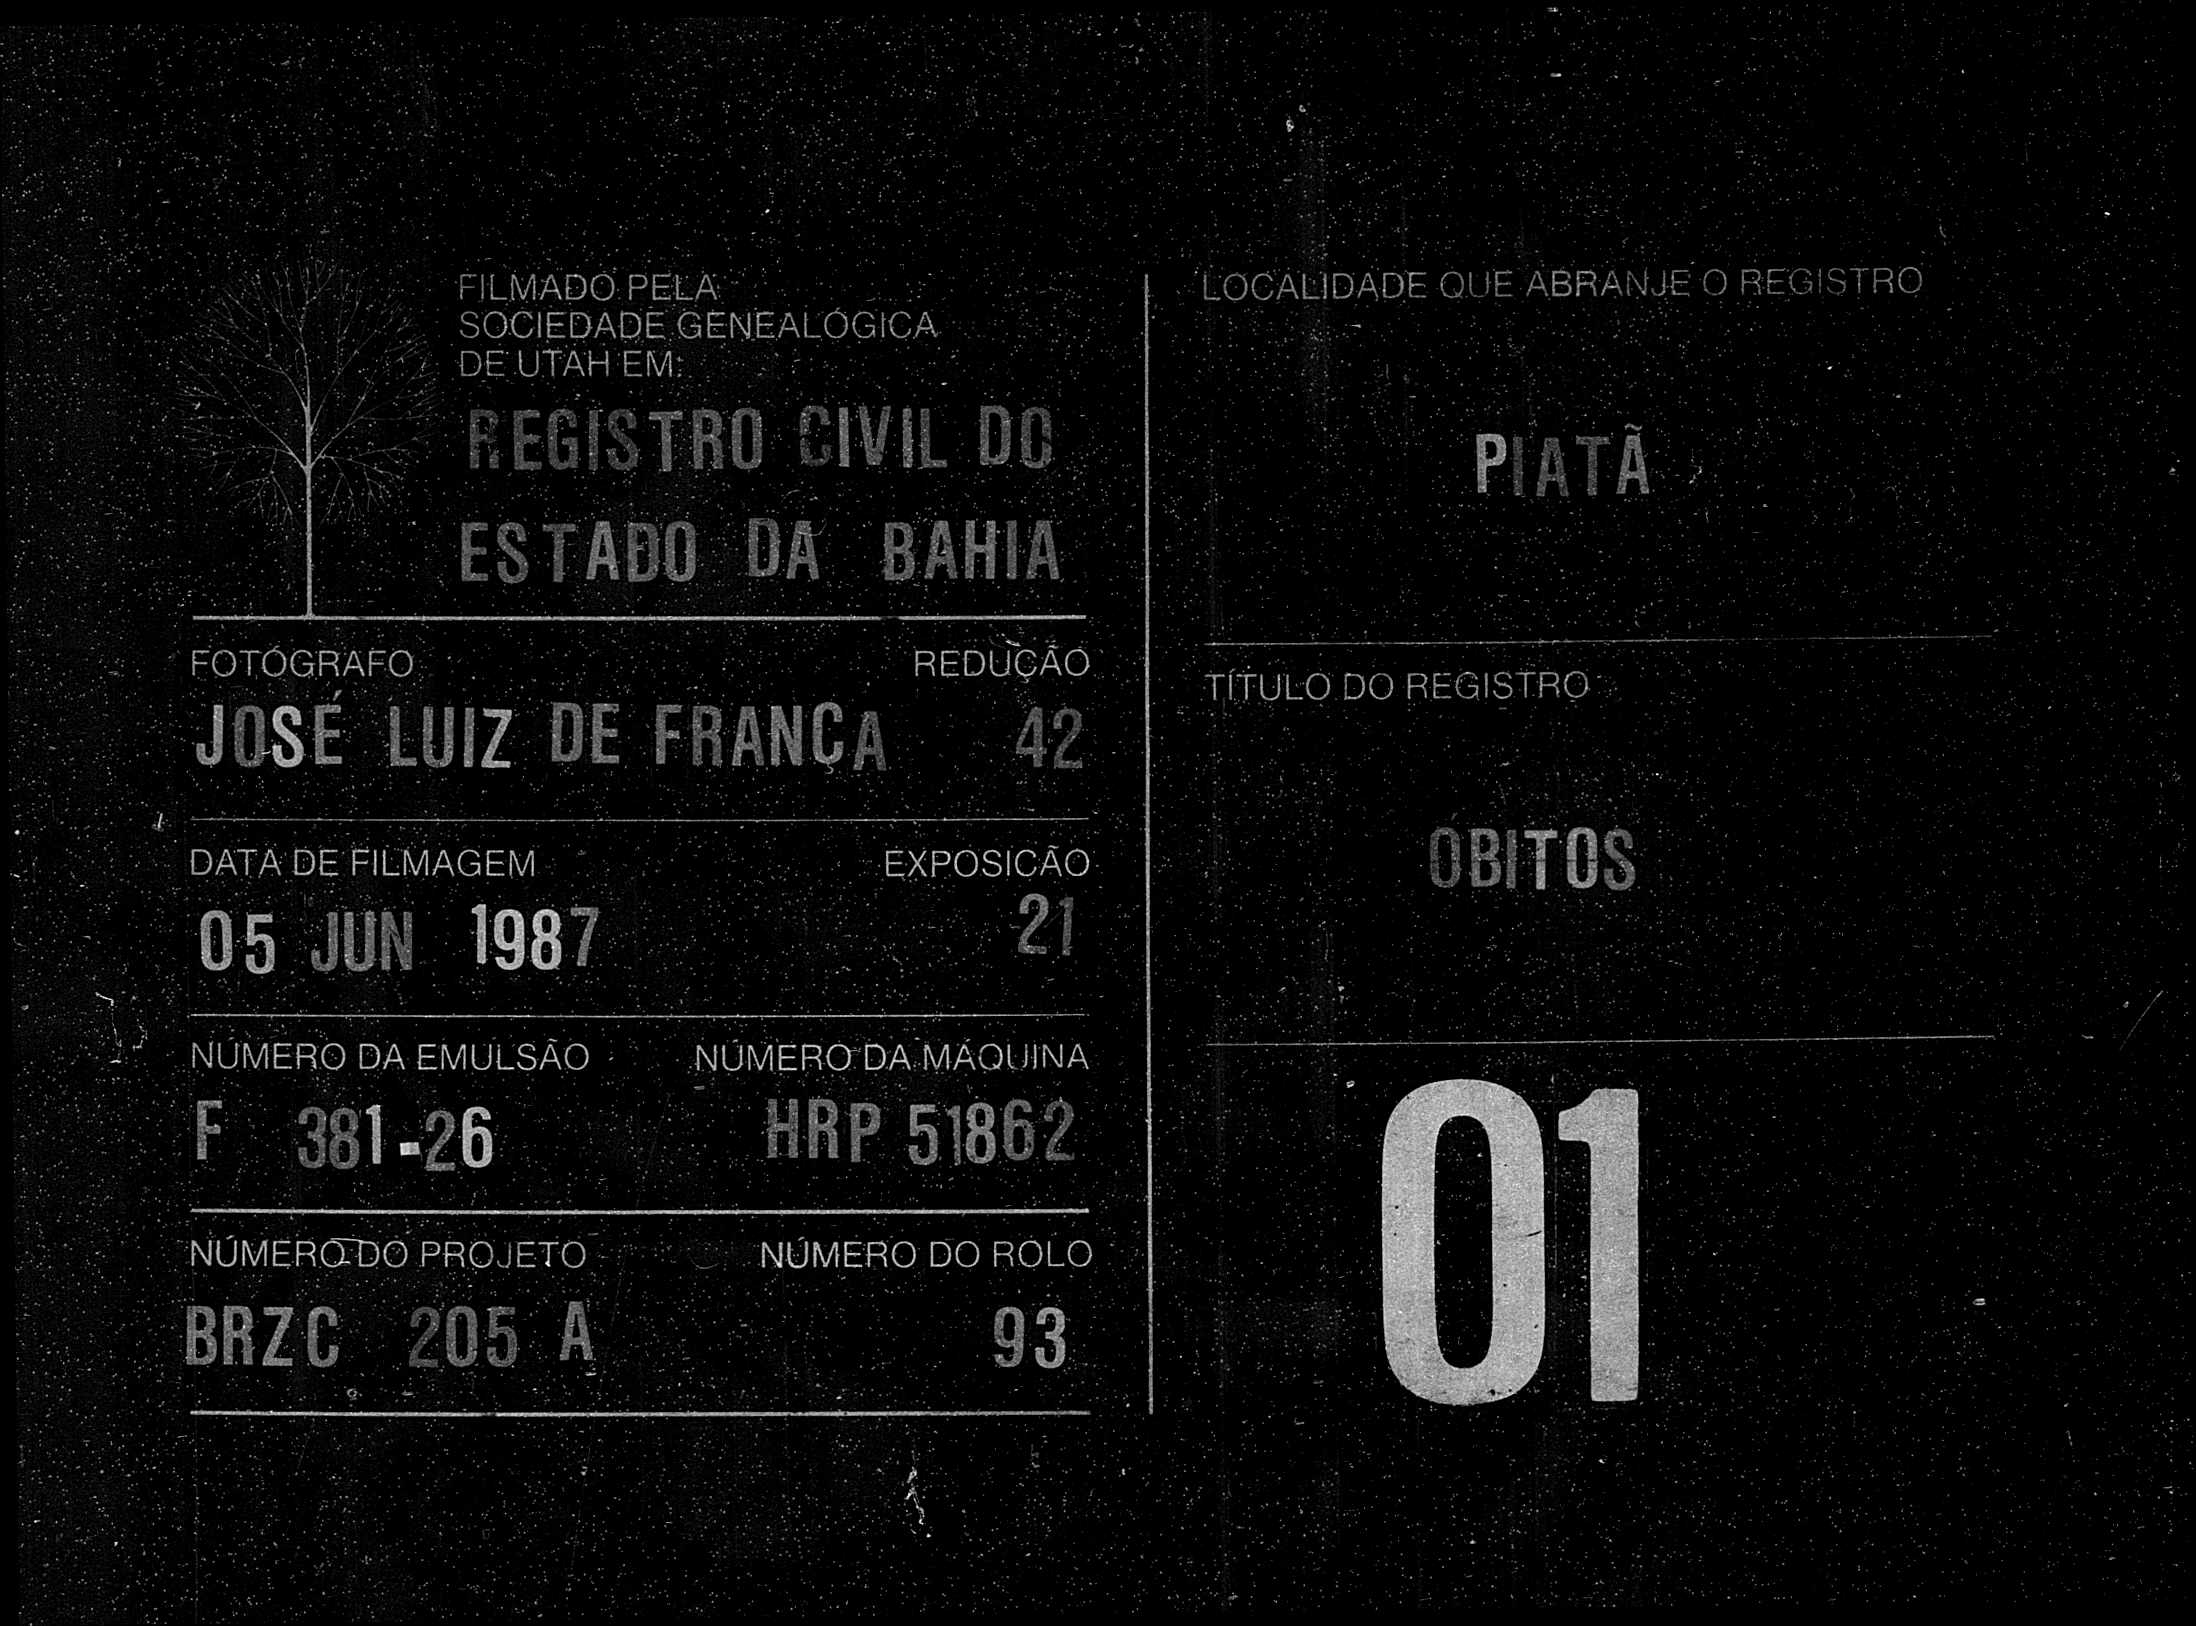 FILMADO PELA
SOCIEDADE GENEALÓGICA
DE UTAH EM:
REGISTRO CIVIL DO
ESTADO DA BAHIA
FOTÓGRAFO
REDUÇÃO
JOSÉ LUIZ DE FRANÇA
42
DATA DE FILMAGEM
EXPOSICÃO
05 JUN 1987
21
NÚMERO DA EMULSÃO
NÚMERO DA MÁQUINA
F 381-26
HRP 51862
NÚMERO DO PROJETO
NÚMERO DO ROLO
BRZC 205 A
93
LOCALIDADE QUE ABRANJE O REGISTRO
PIATÃ
TÍTULO DO REGISTRO
ÓBITOS
01